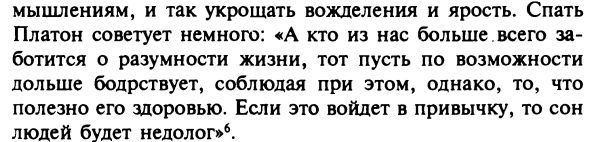 мышлениям, и так укрощать вожделения и ярость. Спать
Платон советует немного: «А кто из нас больше всего за-
ботится о разумности жизни, тот пусть по возможности
дольше бодрствует, соблюдая при этом, однако, то, что
полезно его здоровью. Если это войдет в привычку, то сон
людей будет недолог»⁶.